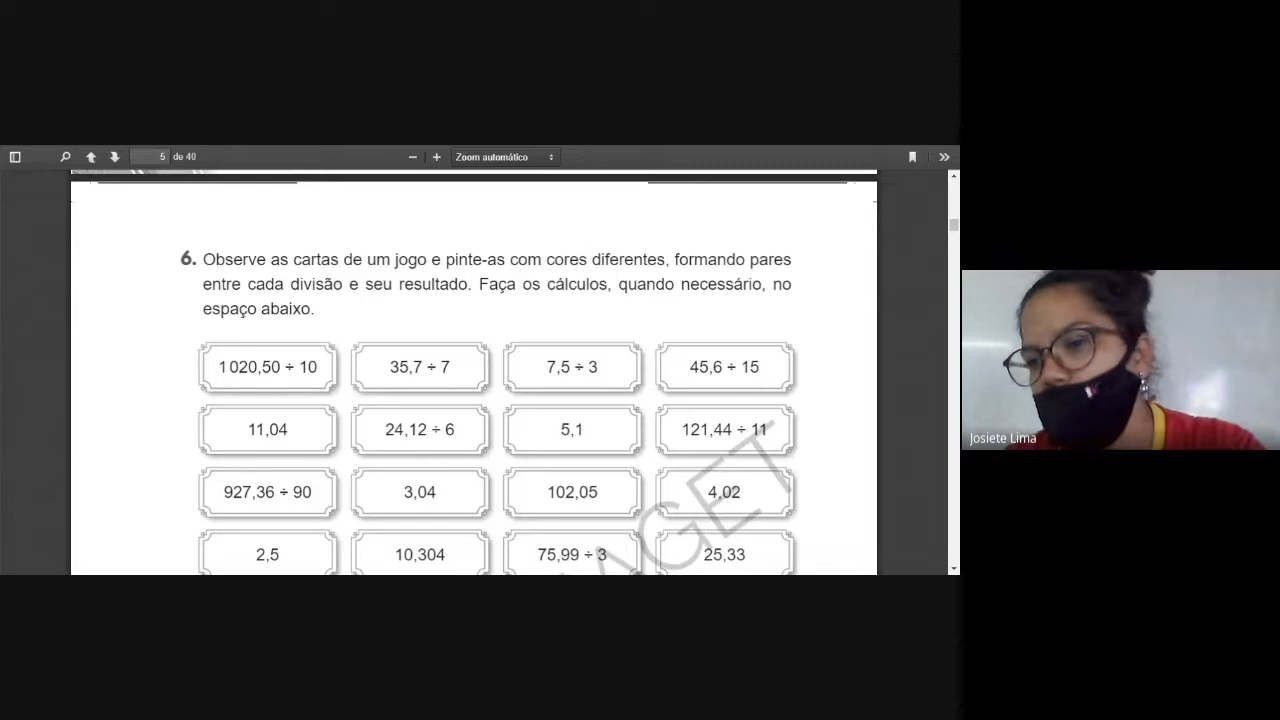 5 de 40
Zoom automático
6. Observe as cartas de um jogo e pinte-as com cores diferentes, formando pares
entre cada divisão e seu resultado. Faça os cálculos, quando necessário, no
espaço abaixo.
1 020,50 ÷ 10 35,7 ÷ 7 7,5 ÷ 3 45,6 ÷ 15
11,04 24,12 ÷ 6 5,1 121,44 ÷ 11
927,36 ÷ 90 3,04 102,05 4,02
2,5 10,304 75,99 ÷ 3 25,33
Josiete Lima